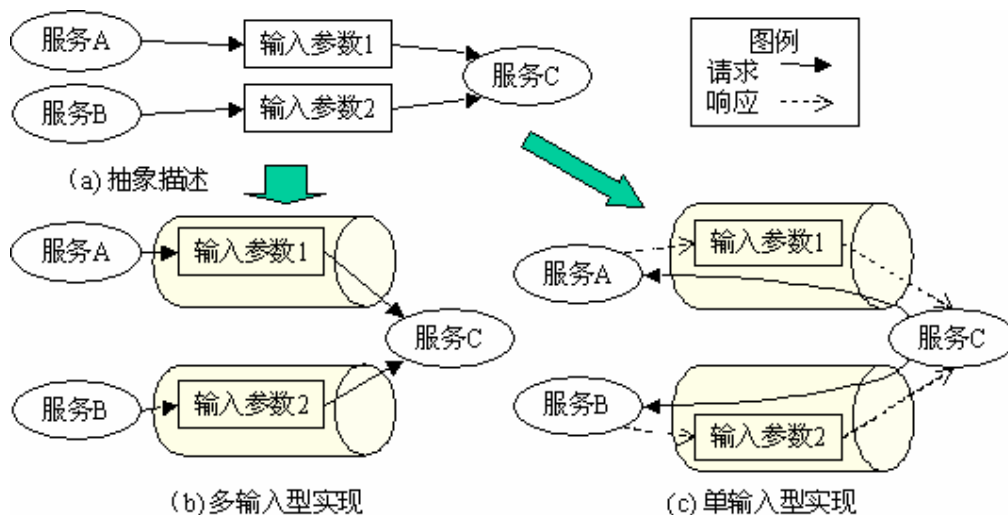 服务A
输入参数1
服务B
输入参数2
服务C
图例
请求
响应
(a) 抽象描述
服务A
输入参数1
服务C
服务B
输入参数2
(b) 多输入型实现
服务A
输入参数1
服务C
服务B
输入参数2
(c) 单输入型实现